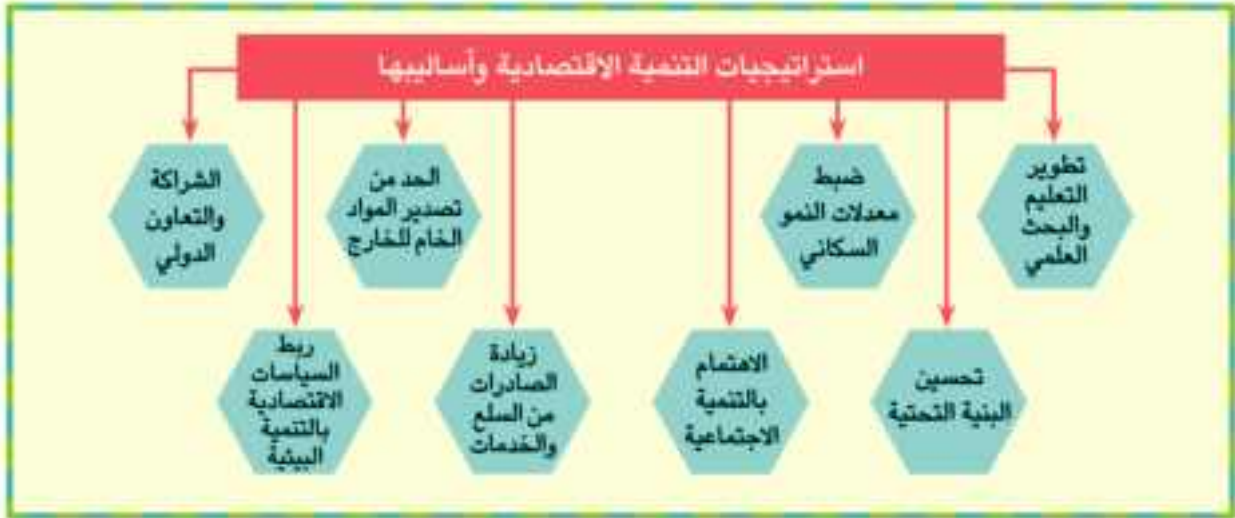 استراتيجيات التنمية الاقتصادية وأساليبها
تطوير
التعليم
والبحث
العلمي
تحسين
البنية التحتية
ضبط
معدلات النمو
السكاني
الاهتمام
بالتنمية
الاجتماعية
زيادة
الصادرات
من السلع
والخدمات
الحد من
تصدير المواد
الخام للخارج
ربط
السياسات
الاقتصادية
بالتنمية
البيئية
الشراكة
والتعاون
الدولي